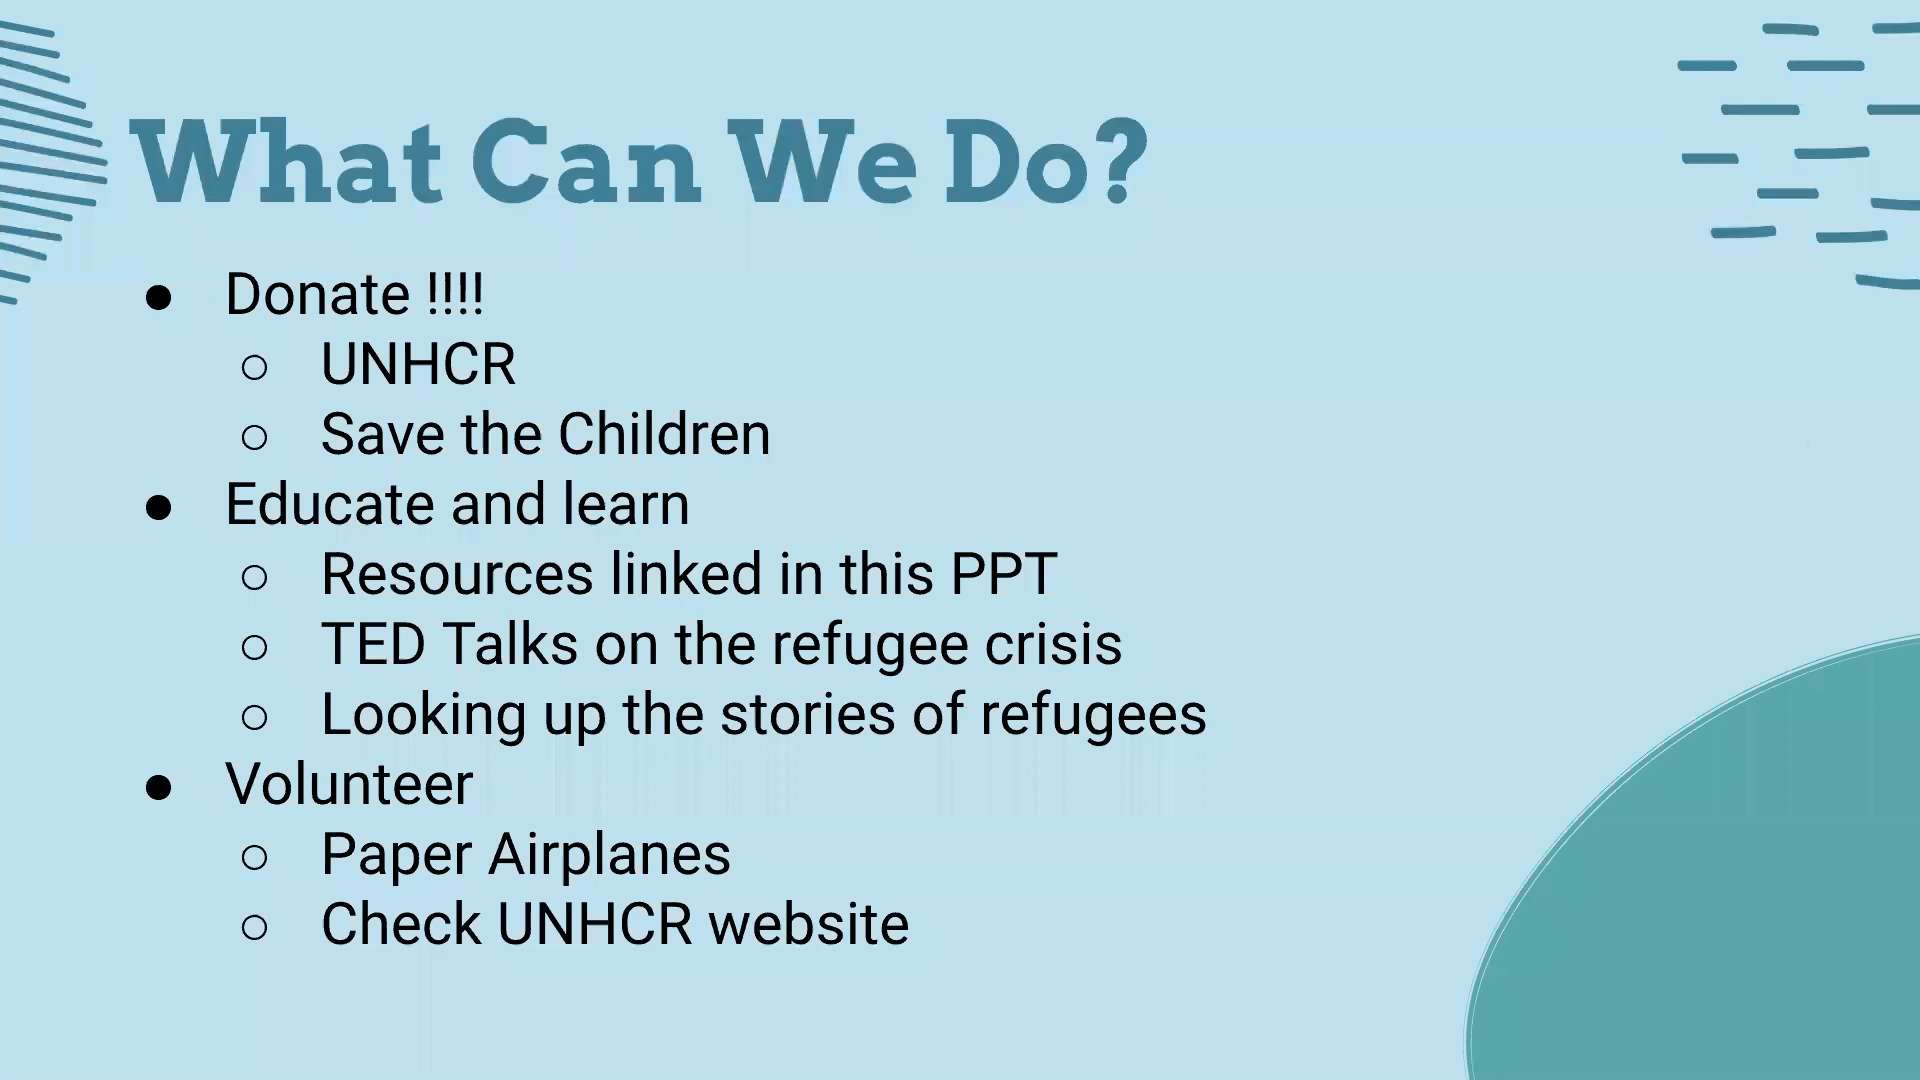 What Can We Do?
● Donate !!!!
○ UNHCR
○ Save the Children
● Educate and learn
○ Resources linked in this PPT
○ TED Talks on the refugee crisis
○ Looking up the stories of refugees
● Volunteer
○ Paper Airplanes
○ Check UNHCR website